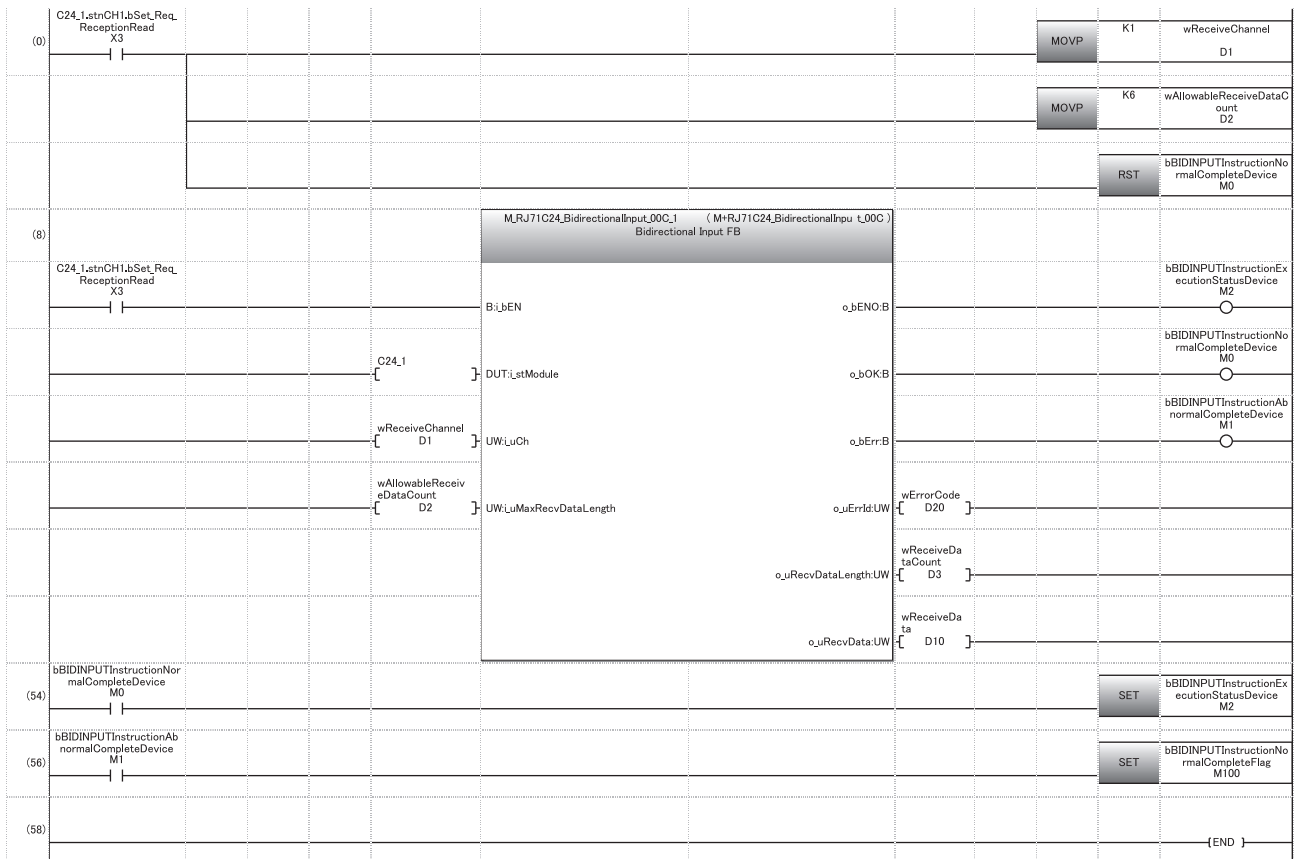 C24_1.stnCH1.bSet_Req_
ReceptionRead
X3
(0)
MOVP
K1
wReceiveChannel
D1
MOVP
K6
wAllowableReceiveDataC
ount
D2
RST
bBIDINPUTInstructionNo
rmalCompleteDevice
M0
(8)
M_RJ71C24_BidirectionalInput_00C_1 ( M+RJ71C24_BidirectionalInpu t_00C )
Bidirectional Input FB
C24_1.stnCH1.bSet_Req_
ReceptionRead
X3
B:i_bEN
o_bENO:B
bBIDINPUTInstructionEx
ecutionStatusDevice
M2
C24_1
DUT:i_stModule
o_bOK:B
bBIDINPUTInstructionNo
rmalCompleteDevice
M0
wReceiveChannel
D1
UW:i_uCh
o_bErr:B
bBIDINPUTInstructionAb
normalCompleteDevice
M1
wAllowableReceiv
eDataCount
D2
UW:i_uMaxRecvDataLength
o_uErrId:UW
wErrorCode
D20
o_uRecvDataLength:UW
wReceiveDa
taCount
D3
o_uRecvData:UW
wReceiveDa
ta
D10
(54)
bBIDINPUTInstructionNor
malCompleteDevice
M0
SET
bBIDINPUTInstructionEx
ecutionStatusDevice
M2
(56)
bBIDINPUTInstructionAb
normalCompleteDevice
M1
SET
bBIDINPUTInstructionNo
rmalCompleteFlag
M100
(58)
END